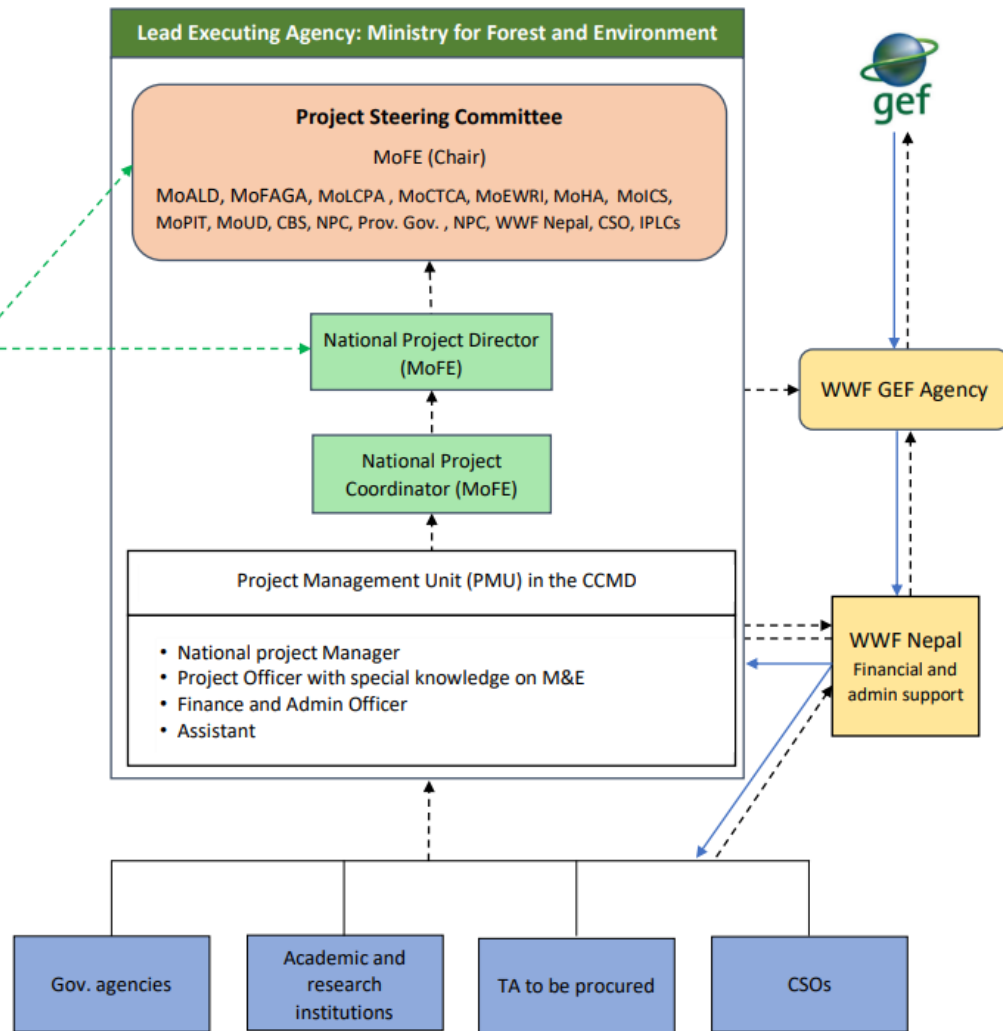 Lead Executing Agency: Ministry for Forest and Environment
gef
Project Steering Committee
MoFE (Chair)
MoALD, MoFAGA, MoLCPA , MoCTCA, MoEWRI, MoHA, MoICS,
MoPIT, MoUD, CBS, NPC, Prov. Gov. , NPC, WWF Nepal, CSO, IPLCs
National Project Director
(MoFE)
WWF GEF Agency
National Project
Coordinator (MoFE)
Project Management Unit (PMU) in the CCMD
• National project Manager
• Project Officer with special knowledge on M&E
• Finance and Admin Officer
• Assistant
WWF Nepal
Financial and
admin support
Gov. agencies
Academic and
research
institutions
TA to be procured
CSOs